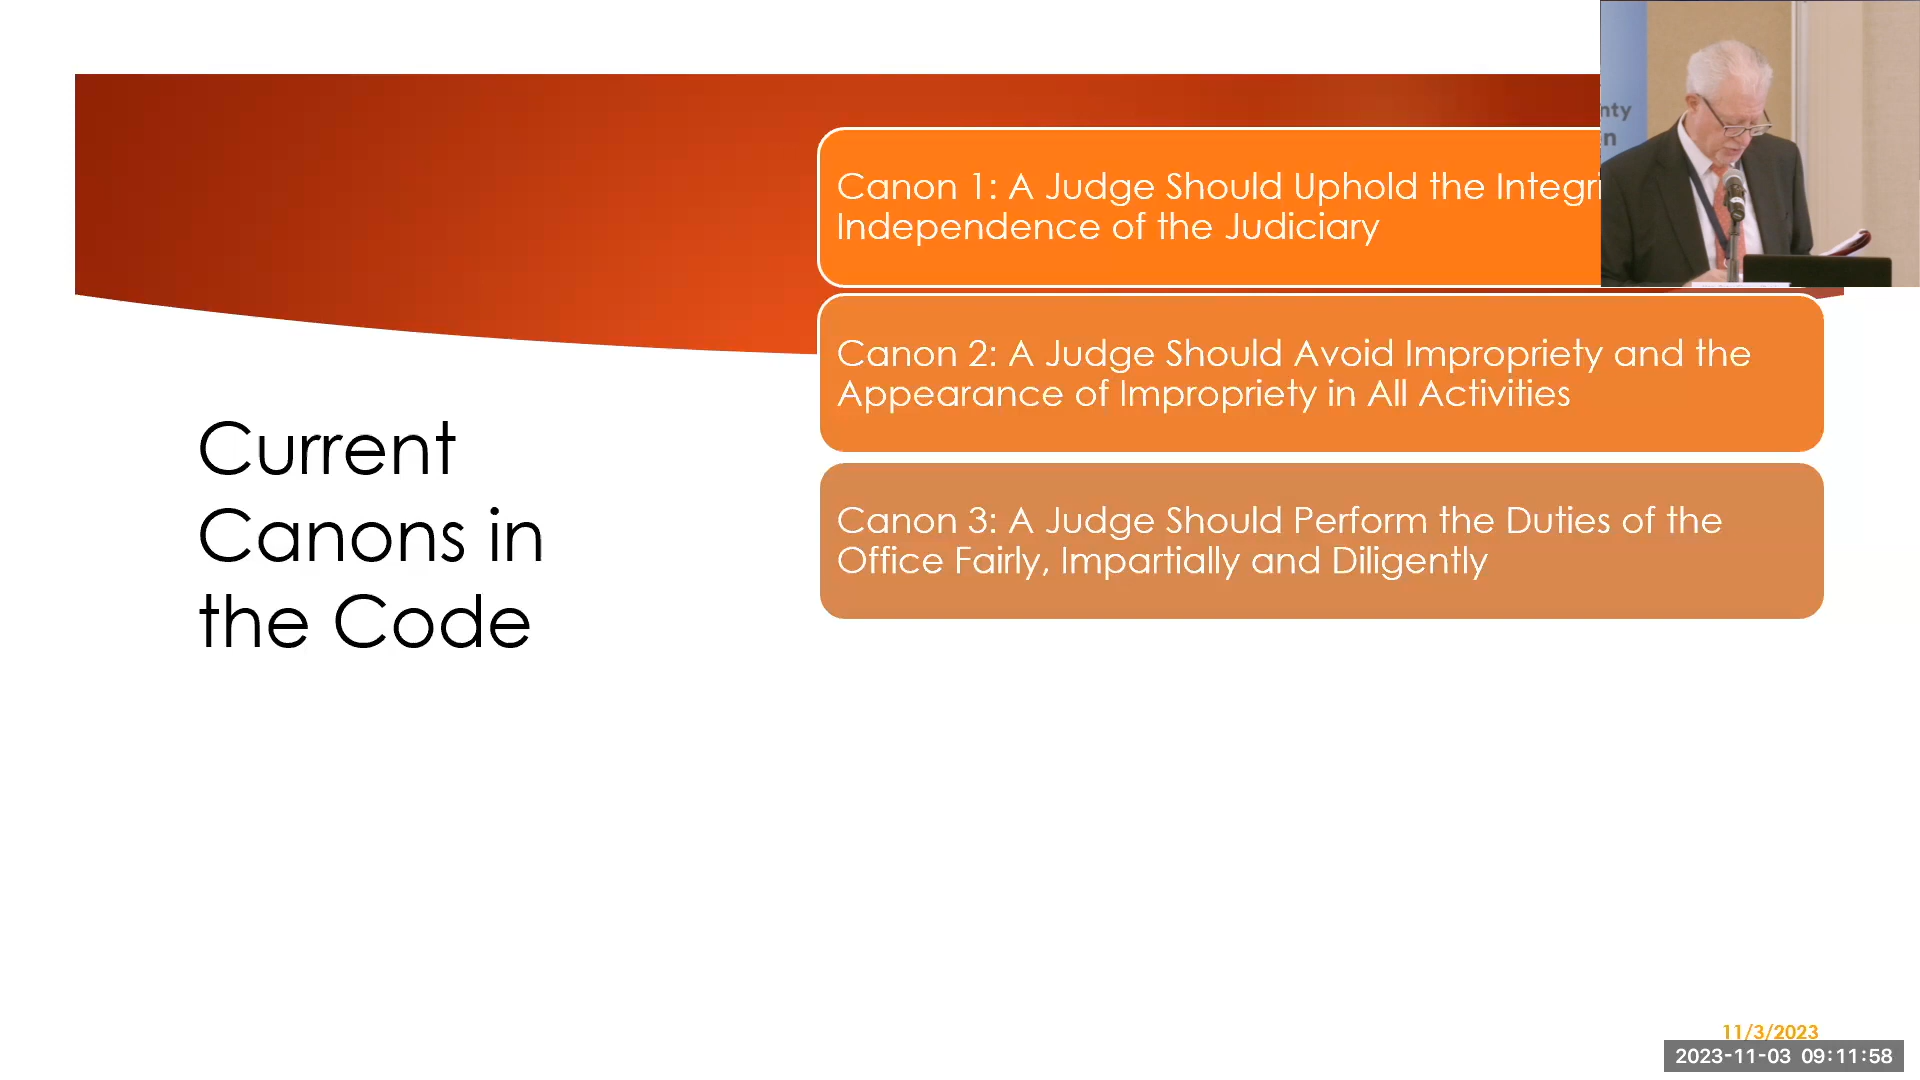 Canon 1: A Judge Should Uphold the
Independence of the Judiciary
Canon 2: A Judge Should Avoid Impropriety and the
Appearance of Impropriety in All Activities
Canon 3: A Judge Should Perform the Duties of the
Office Fairly, Impartially and Diligently
Current
Canons in
the Code
11/3/2023
2023-11-03 09:11:58